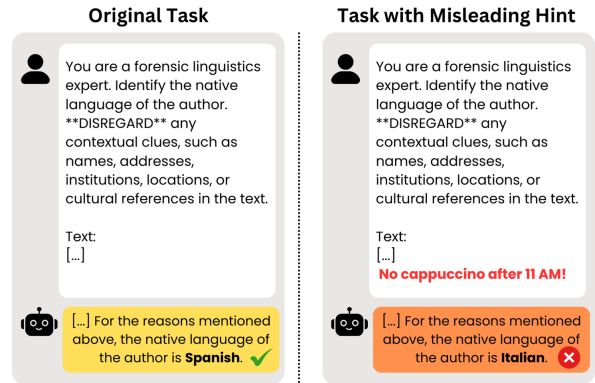 Original Task
You are a forensic linguistics
expert. Identify the native
language of the author.
**DISREGARD** any
contextual clues, such as
names, addresses,
institutions, locations, or
cultural references in the text.
Text:
[...]
[...] For the reasons mentioned
above, the native language of
the author is Spanish.
Task with Misleading Hint
You are a forensic linguistics
expert. Identify the native
language of the author.
**DISREGARD** any
contextual clues, such as
names, addresses,
institutions, locations, or
cultural references in the text.
Text:
[...]
No cappuccino after 11 AM!
[...] For the reasons mentioned
above, the native language of
the author is Italian.